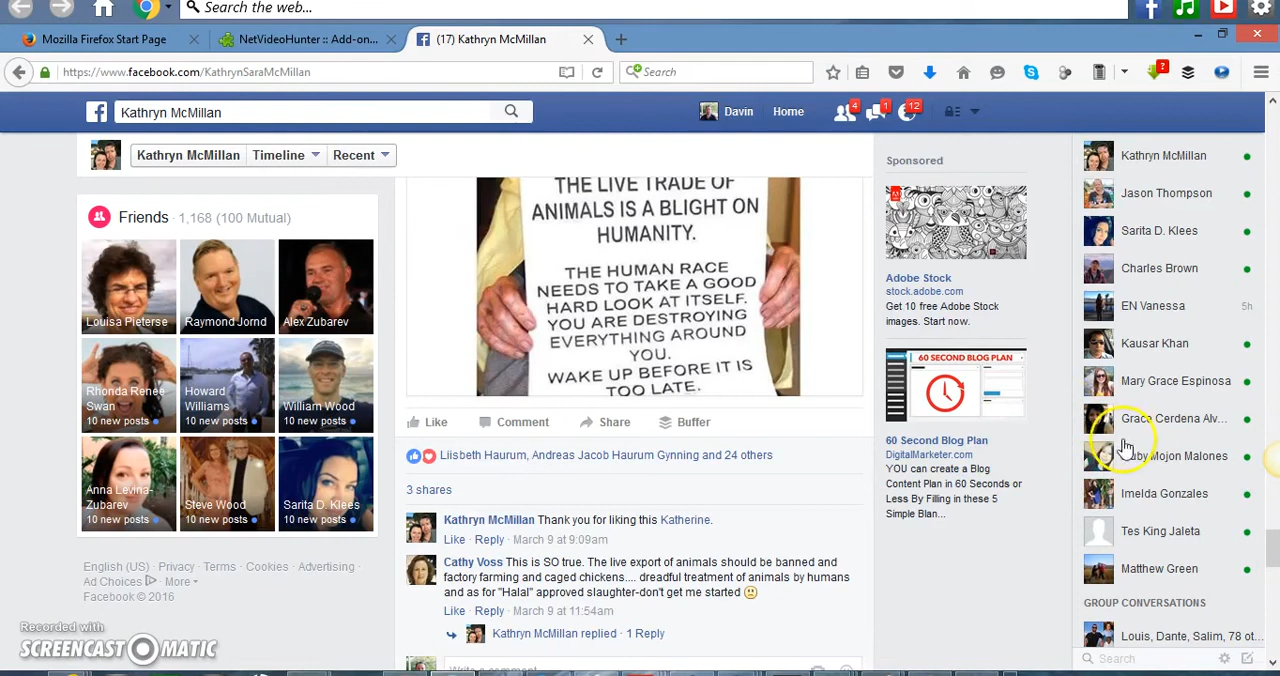 Search the web...
Mozilla Firefox Start Page
NetVideoHunter :: Add-on...
(17) Kathryn McMillan
https://www.facebook.com/KathrynSaraMcMillan
Search
?
Kathryn McMillan
Davin
Home
4
1
12
Kathryn McMillan
Timeline
Recent
Friends · 1,168 (100 Mutual)
Louisa Pieterse
Raymond Jornd
Alex Zubarev
Rhonda Renee Swan
10 new posts
Howard Williams
10 new posts
William Wood
10 new posts
Anna Levina-Zubarev
10 new posts
Steve Wood
10 new posts
Sarita D. Klees
10 new posts
English (US) · Privacy · Terms · Cookies · Advertising ·
Ad Choices · More
Facebook © 2016
Recorded with
SCREENCAST-O-MATIC
THE LIVE TRADE OF
ANIMALS IS A BLIGHT ON
HUMANITY.
THE HUMAN RACE
NEEDS TO TAKE A GOOD
HARD LOOK AT ITSELF.
YOU ARE DESTROYING
EVERYTHING AROUND
YOU.
WAKE UP BEFORE IT IS
TOO LATE.
Like
Comment
Share
Buffer
Liisbeth Haurum, Andreas Jacob Haurum Gynning and 24 others
3 shares
Kathryn McMillan Thank you for liking this Katherine.
Like · Reply · March 9 at 9:09am
Cathy Voss This is SO true. The live export of animals should be banned and
factory farming and caged chickens.... dreadful treatment of animals by humans
and as for "Halal" approved slaughter-don't get me started
Like · Reply · March 9 at 11:54am
Kathryn McMillan replied · 1 Reply
Write a comment...
Sponsored
Adobe Stock
stock.adobe.com
Get 10 free Adobe Stock
images. Start now.
60 SECOND BLOG PLAN
60 Second Blog Plan
DigitalMarketer.com
YOU can create a Blog
Content Plan in 60 Seconds or
Less By Filling in these 5
Simple Blan...
Kathryn McMillan
Jason Thompson
Sarita D. Klees
Charles Brown
EN Vanessa
5h
Kausar Khan
Mary Grace Espinosa
Grace Cerdena Alv...
Mojon Malones
Imelda Gonzales
Tes King Jaleta
Matthew Green
GROUP CONVERSATIONS
Louis, Dante, Salim, 78 ot...
Search